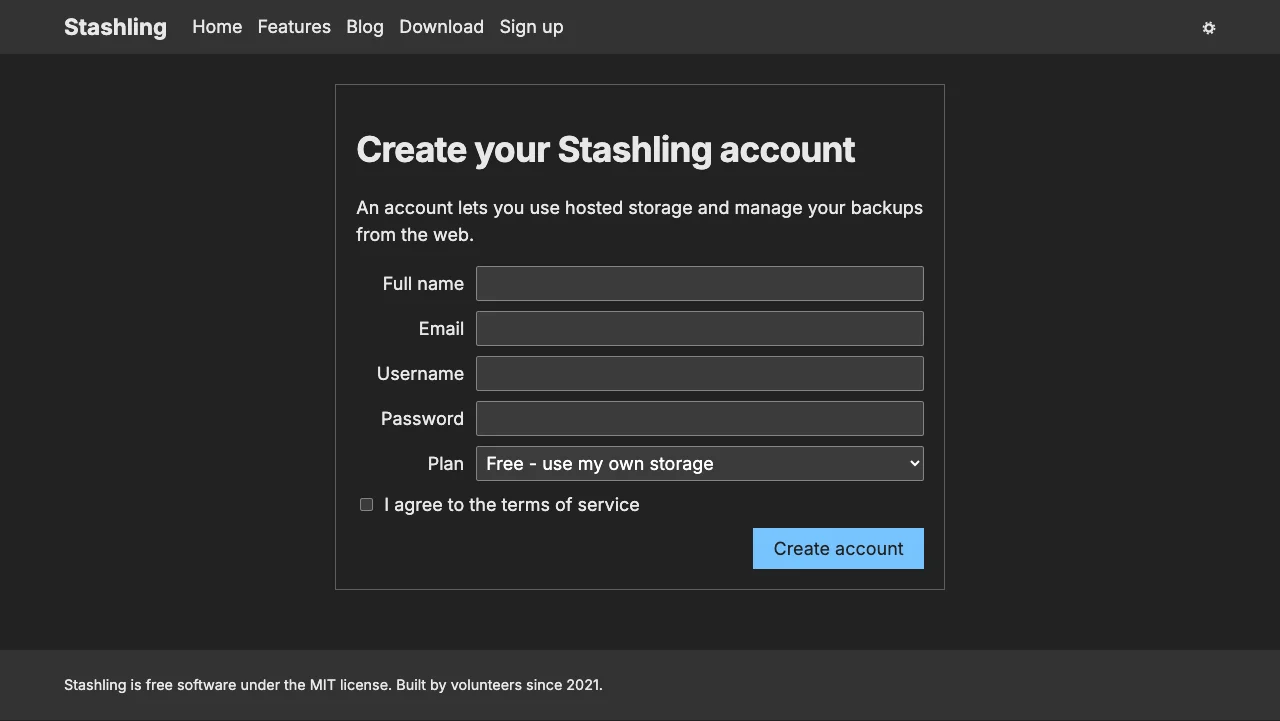 Stashling Home Features Blog Download Sign up
Create your Stashling account
An account lets you use hosted storage and manage your backups
from the web.
Full name
Email
Username
Password
Plan Free - use my own storage
I agree to the terms of service
Create account
Stashling is free software under the MIT license. Built by volunteers since 2021.